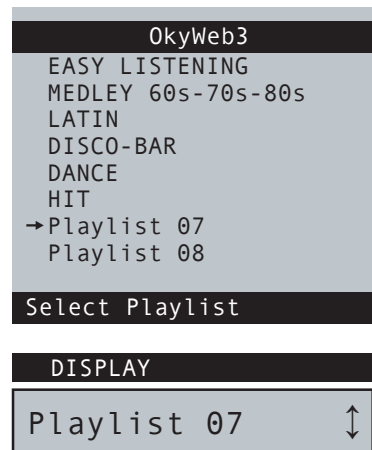 OkyWeb3
EASY LISTENING
MEDLEY 60s-70s-80s
LATIN
DISCO-BAR
DANCE
HIT
→Playlist 07
Playlist 08
Select Playlist
DISPLAY
Playlist 07 ↕